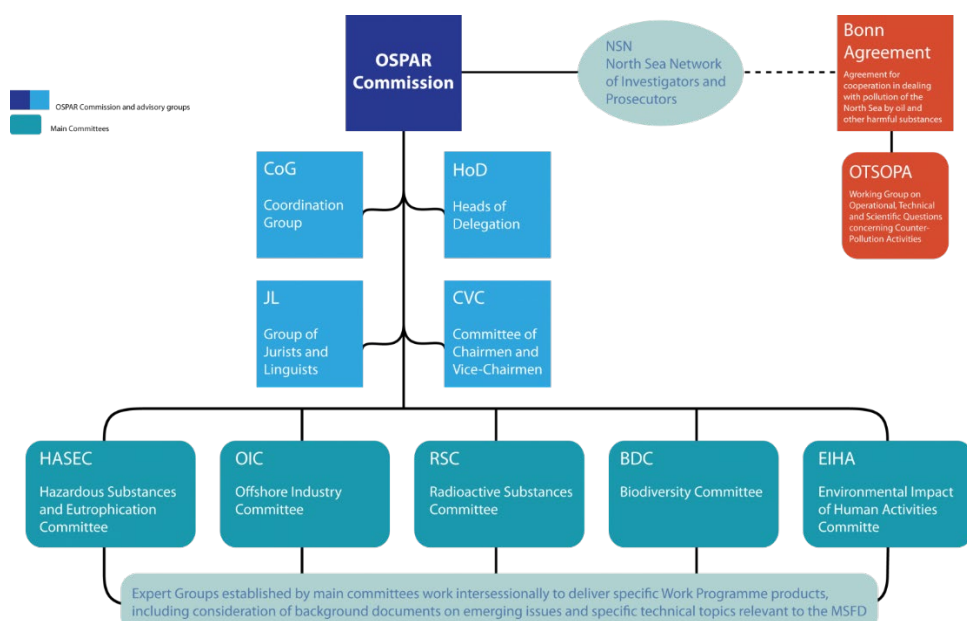 OSPAR
Commission
NSN
North Sea Network
of Investigators and
Prosecutors
Bonn
Agreement
Agreement for
cooperation in dealing
with pollution of the
North Sea by oil and
other harmful substances
OSPAR Commission and advisory groups
Main Committees
OTSOPA
Working Group on
Operational, Technical
and Scientific Questions
concerning Counter-
Pollution Activities
CoG
Coordination
Group
HoD
Heads of
Delegation
JL
Group of
Jurists and
Linguists
CVC
Committee of
Chairmen and
Vice-Chairmen
HASEC
Hazardous Substances
and Eutrophication
Committee
OIC
Offshore Industry
Committee
RSC
Radioactive Substances
Committee
BDC
Biodiversity Committee
EIHA
Environmental Impact
of Human Activities
Committe
Expert Groups established by main committees work intersessionally to deliver specific Work Programme products,
including consideration of background documents on emerging issues and specific technical topics relevant to the MSFD